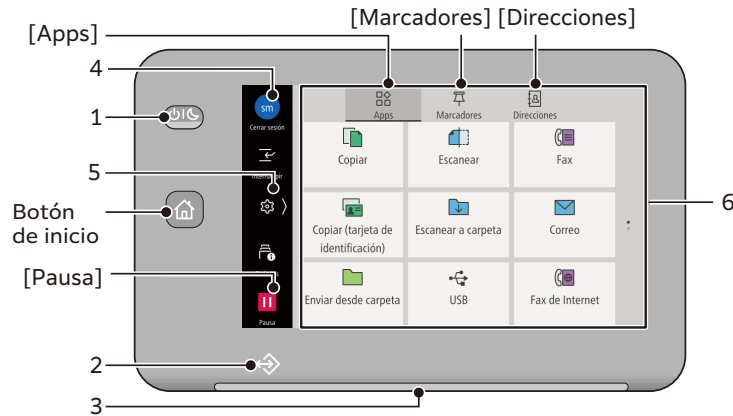 [Marcadores] [Direcciones]
[Apps]
4
1
5
Botón
de inicio
[Pausa]
2
3
6
sm
Cerrar sesión
Pausa
Apps
Marcadores
Direcciones
Copiar
Escanear
Fax
Copiar (tarjeta de
identificación)
Escanear a carpeta
Correo
Enviar desde carpeta
USB
Fax de Internet